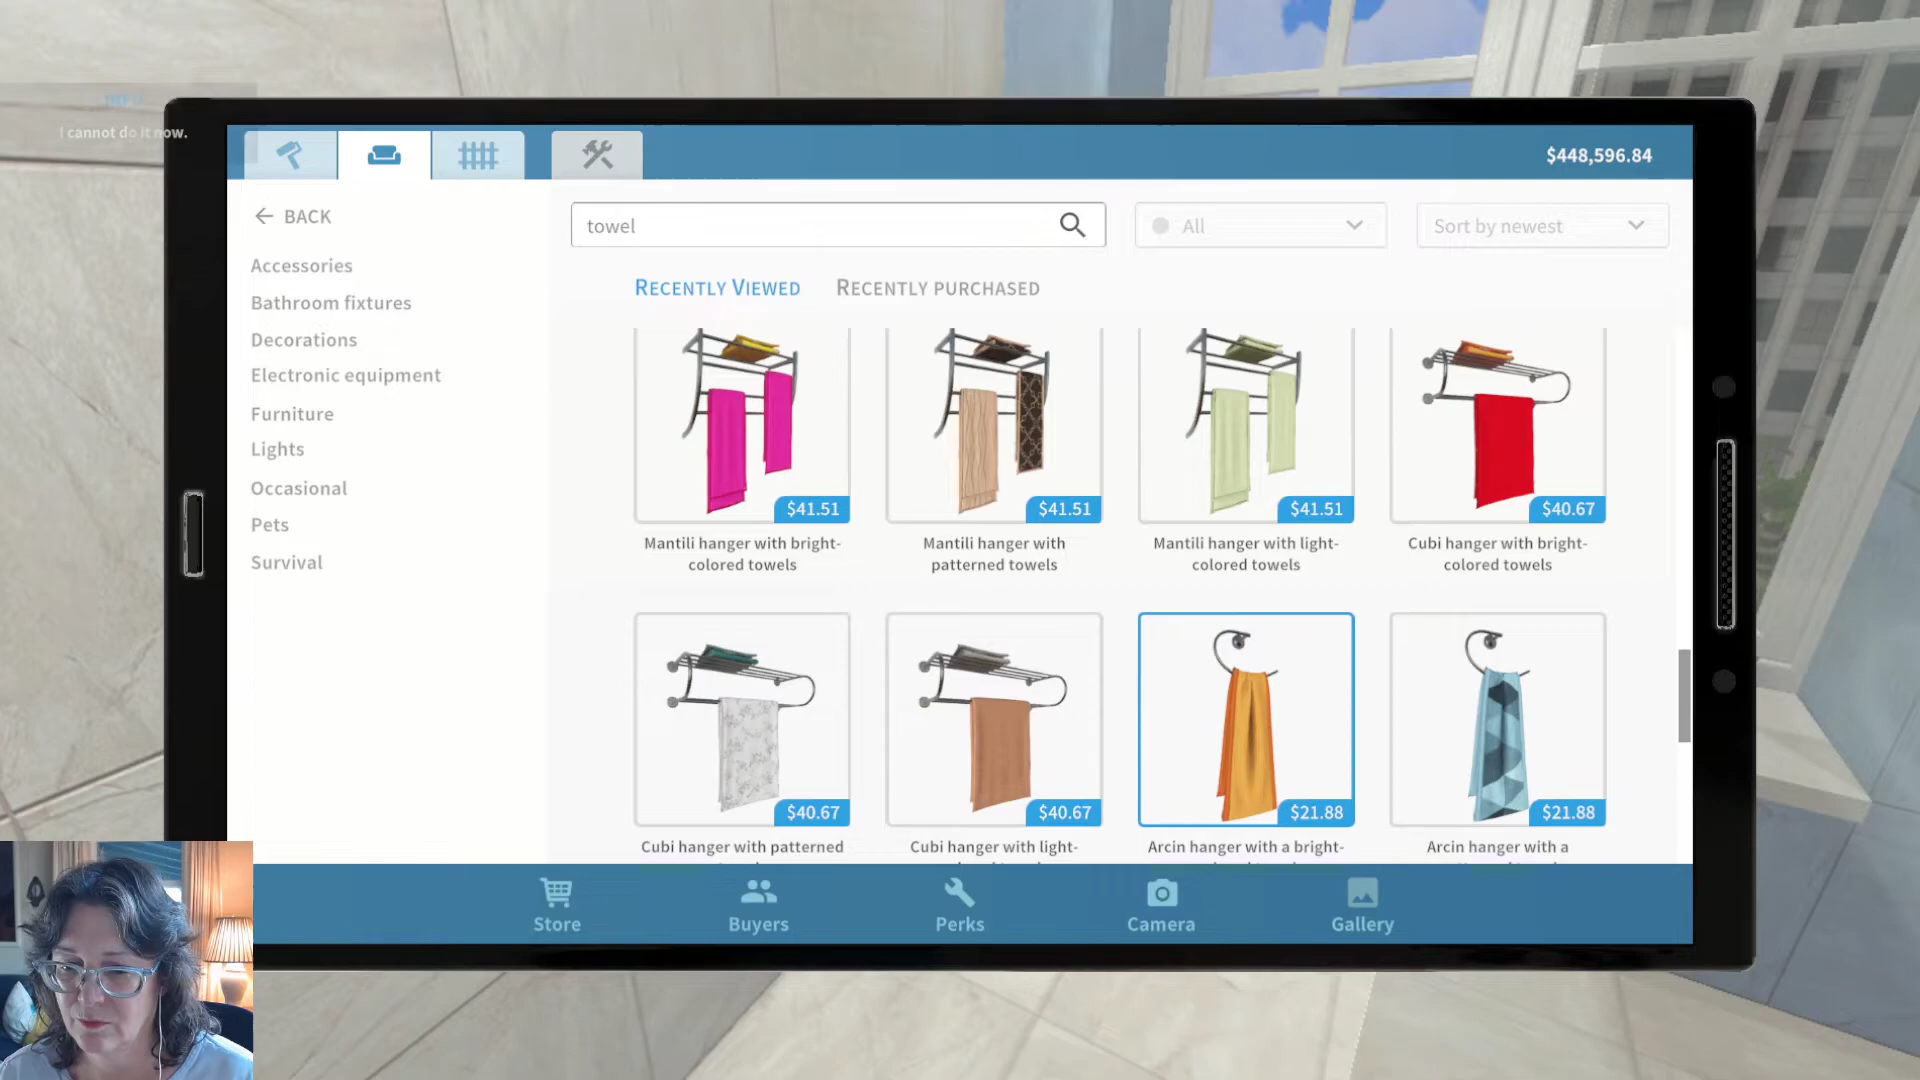 INFO
I cannot do it now.
$448,596.84
BACK
towel
All
Sort by newest
Accessories
Bathroom fixtures
Decorations
Electronic equipment
Furniture
Lights
Occasional
Pets
Survival
RECENTLY VIEWED
RECENTLY PURCHASED
$41.51
$41.51
$41.51
$40.67
Mantili hanger with bright-
colored towels
Mantili hanger with
patterned towels
Mantili hanger with light-
colored towels
Cubi hanger with bright-
colored towels
$40.67
$40.67
$21.88
$21.88
Cubi hanger with patterned
Cubi hanger with light-
Arcin hanger with a bright-
Arcin hanger with a
Store
Buyers
Perks
Camera
Gallery